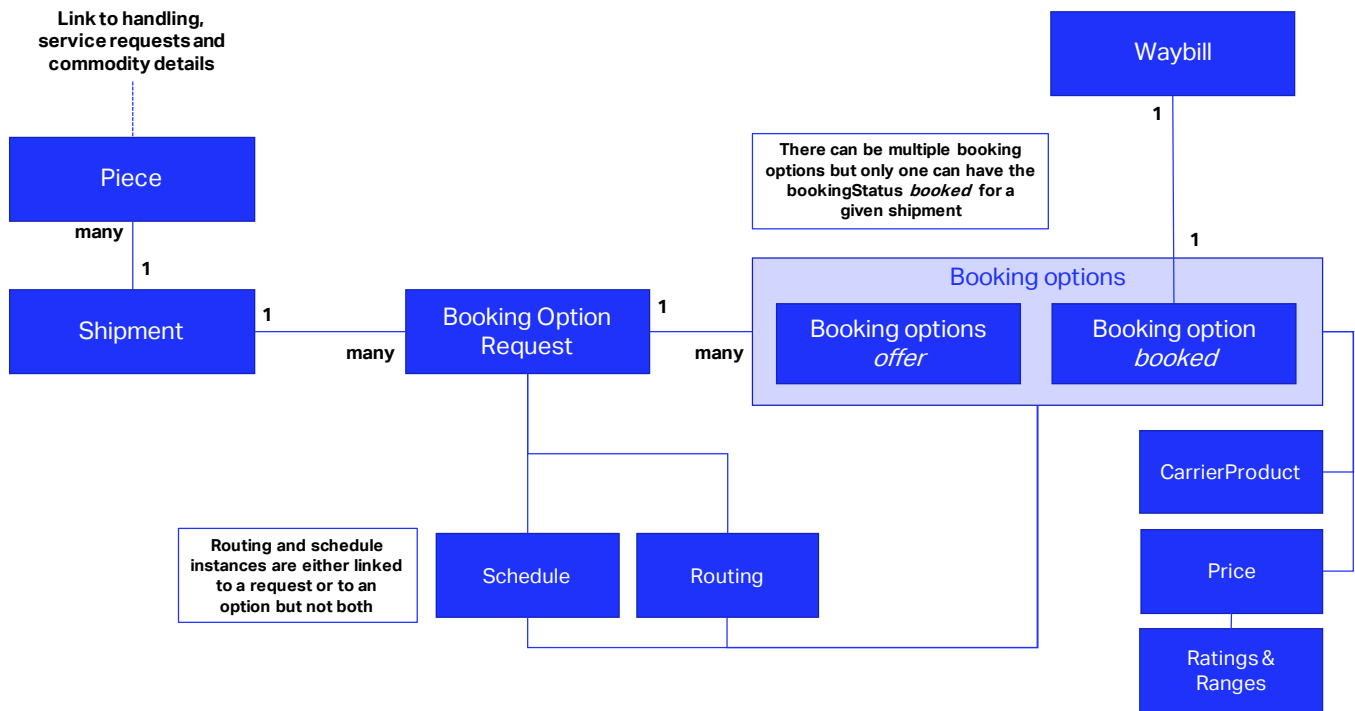 Link to handling,
service requests and
commodity details
Waybill
1
There can be multiple booking
options but only one can have the
bookingStatus booked for a
given shipment
Piece
many
1
1
Booking options
Shipment
1
many
Booking Option
Request
1
many
Booking options
offer
Booking option
booked
CarrierProduct
Routing and schedule
instances are either linked
to a request or to an
option but not both
Schedule
Routing
Price
Ratings &
Ranges